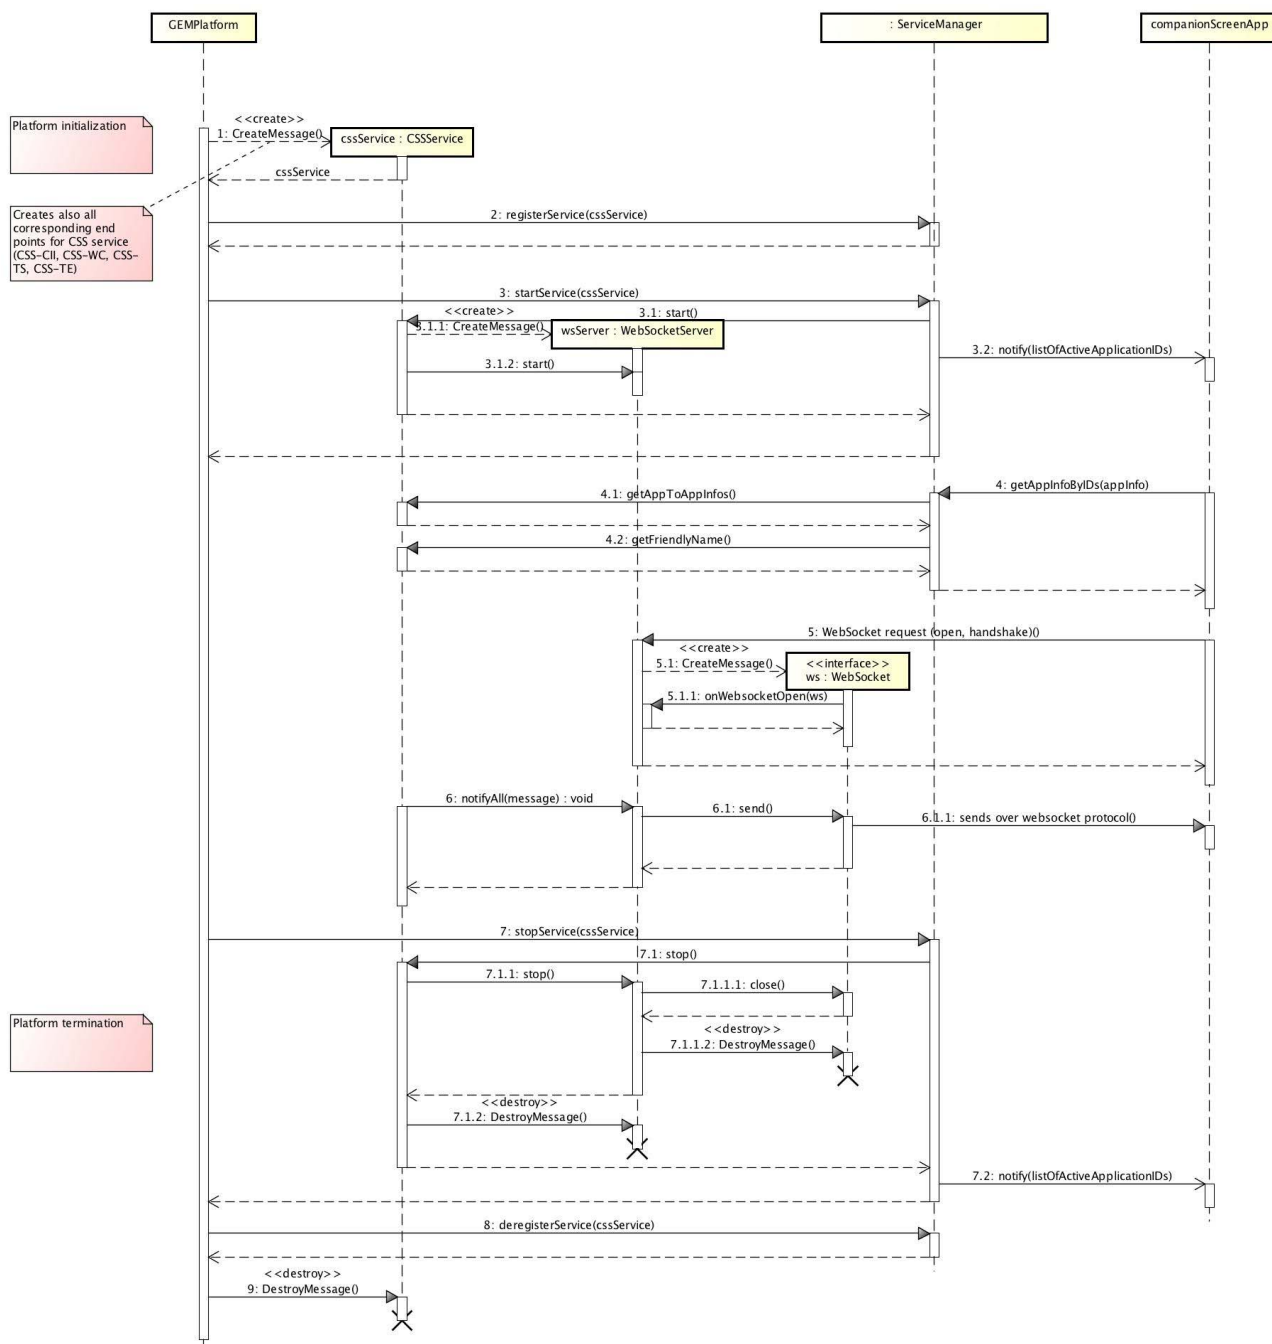 GEMPlatform
: ServiceManager
companionScreenApp
Platform initialization
<<create>>
1: CreateMessage()
cssService : CSSService
cssService
Creates also all
corresponding end
points for CSS service
(CSS-CII, CSS-WC, CSS-
TS, CSS-TE)
2: registerService(cssService)
3: startService(cssService)
3.1: start()
<<create>>
3.1.1: CreateMessage()
wsServer : WebSocketServer
3.2: notify(listOfActiveApplicationIDs)
3.1.2: start()
4: getAppInfoByIDs(appInfo)
4.1: getAppToAppInfos()
4.2: getFriendlyName()
5: WebSocket request (open, handshake)()
<<create>>
5.1: CreateMessage()
<<interface>>
ws : WebSocket
5.1.1: onWebsocketOpen(ws)
6: notifyAll(message) : void
6.1: send()
6.1.1: sends over websocket protocol()
7: stopService(cssService)
7.1: stop()
7.1.1: stop()
7.1.1.1: close()
Platform termination
<<destroy>>
7.1.1.2: DestroyMessage()
<<destroy>>
7.1.2: DestroyMessage()
7.2: notify(listOfActiveApplicationIDs)
8: deregisterService(cssService)
<<destroy>>
9: DestroyMessage()